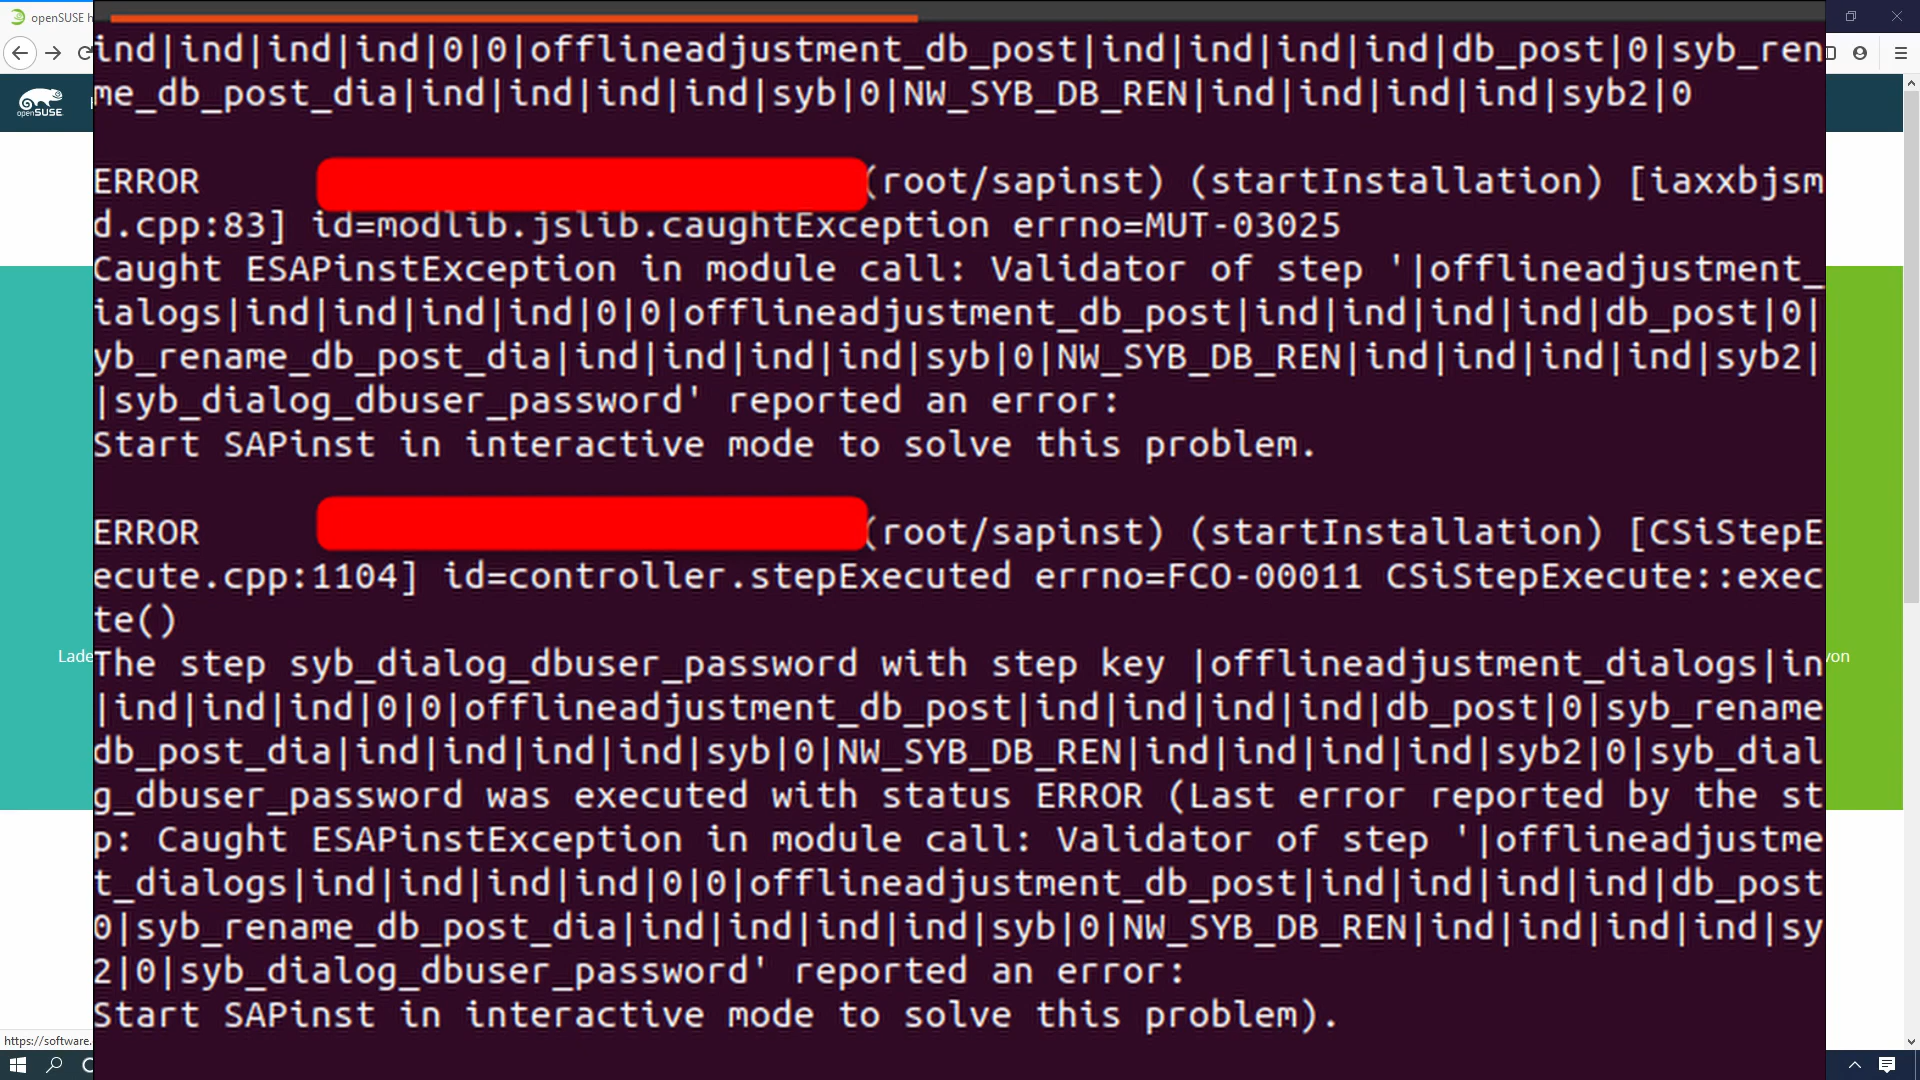 openSUSE
ind|ind|ind|ind|0|0|offlineadjustment_db_post|ind|ind|ind|ind|db_post|0|syb_ren
me_db_post_dia|ind|ind|ind|ind|syb|0|NW_SYB_DB_REN|ind|ind|ind|ind|syb2|0
openSUSE
ERROR (root/sapinst) (startInstallation) [iaxxbjsm
d.cpp:83] id=modlib.jslib.caughtException errno=MUT-03025
Caught ESAPinstException in module call: Validator of step '|offlineadjustment_
ialogs|ind|ind|ind|ind|0|0|offlineadjustment_db_post|ind|ind|ind|ind|db_post|0|
yb_rename_db_post_dia|ind|ind|ind|ind|syb|0|NW_SYB_DB_REN|ind|ind|ind|ind|syb2|
|syb_dialog_dbuser_password' reported an error:
Start SAPinst in interactive mode to solve this problem.
ERROR (root/sapinst) (startInstallation) [CSiStepE
ecute.cpp:1104] id=controller.stepExecuted errno=FCO-00011 CSiStepExecute::exec
te()
Lade
The step syb_dialog_dbuser_password with step key |offlineadjustment_dialogs|in
von
|ind|ind|ind|0|0|offlineadjustment_db_post|ind|ind|ind|ind|db_post|0|syb_rename
db_post_dia|ind|ind|ind|ind|syb|0|NW_SYB_DB_REN|ind|ind|ind|ind|syb2|0|syb_dial
g_dbuser_password was executed with status ERROR (Last error reported by the st
p: Caught ESAPinstException in module call: Validator of step '|offlineadjustme
t_dialogs|ind|ind|ind|ind|0|0|offlineadjustment_db_post|ind|ind|ind|ind|db_post
0|syb_rename_db_post_dia|ind|ind|ind|ind|syb|0|NW_SYB_DB_REN|ind|ind|ind|ind|sy
2|0|syb_dialog_dbuser_password' reported an error:
Start SAPinst in interactive mode to solve this problem).
https://software.